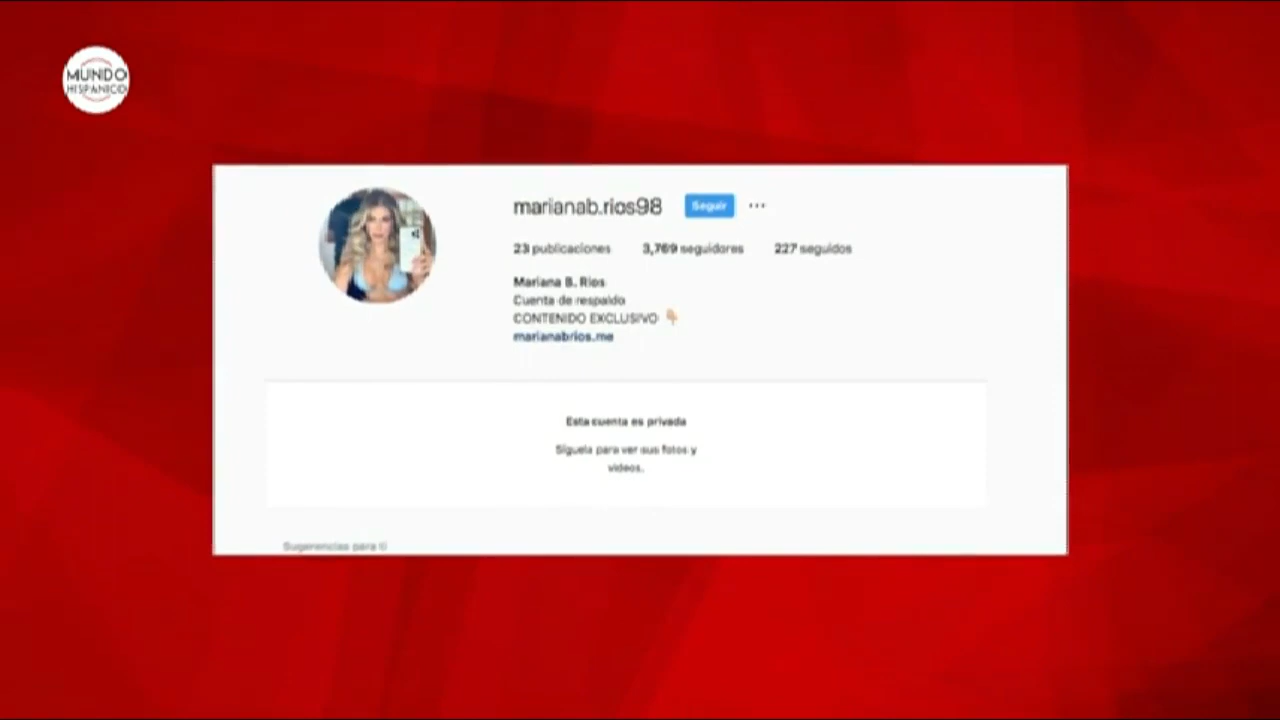 MUNDO
HISPÁNICO
marianab.rios98 Seguir ...
23 publicaciones 3,769 seguidores 227 seguidos
Mariana B. Rios
Cuenta de respaldo
CONTENIDO EXCLUSIVO 👇🏼
marianabrios.me
Esta cuenta es privada
Síguela para ver sus fotos y
videos.
Sugerencias para ti